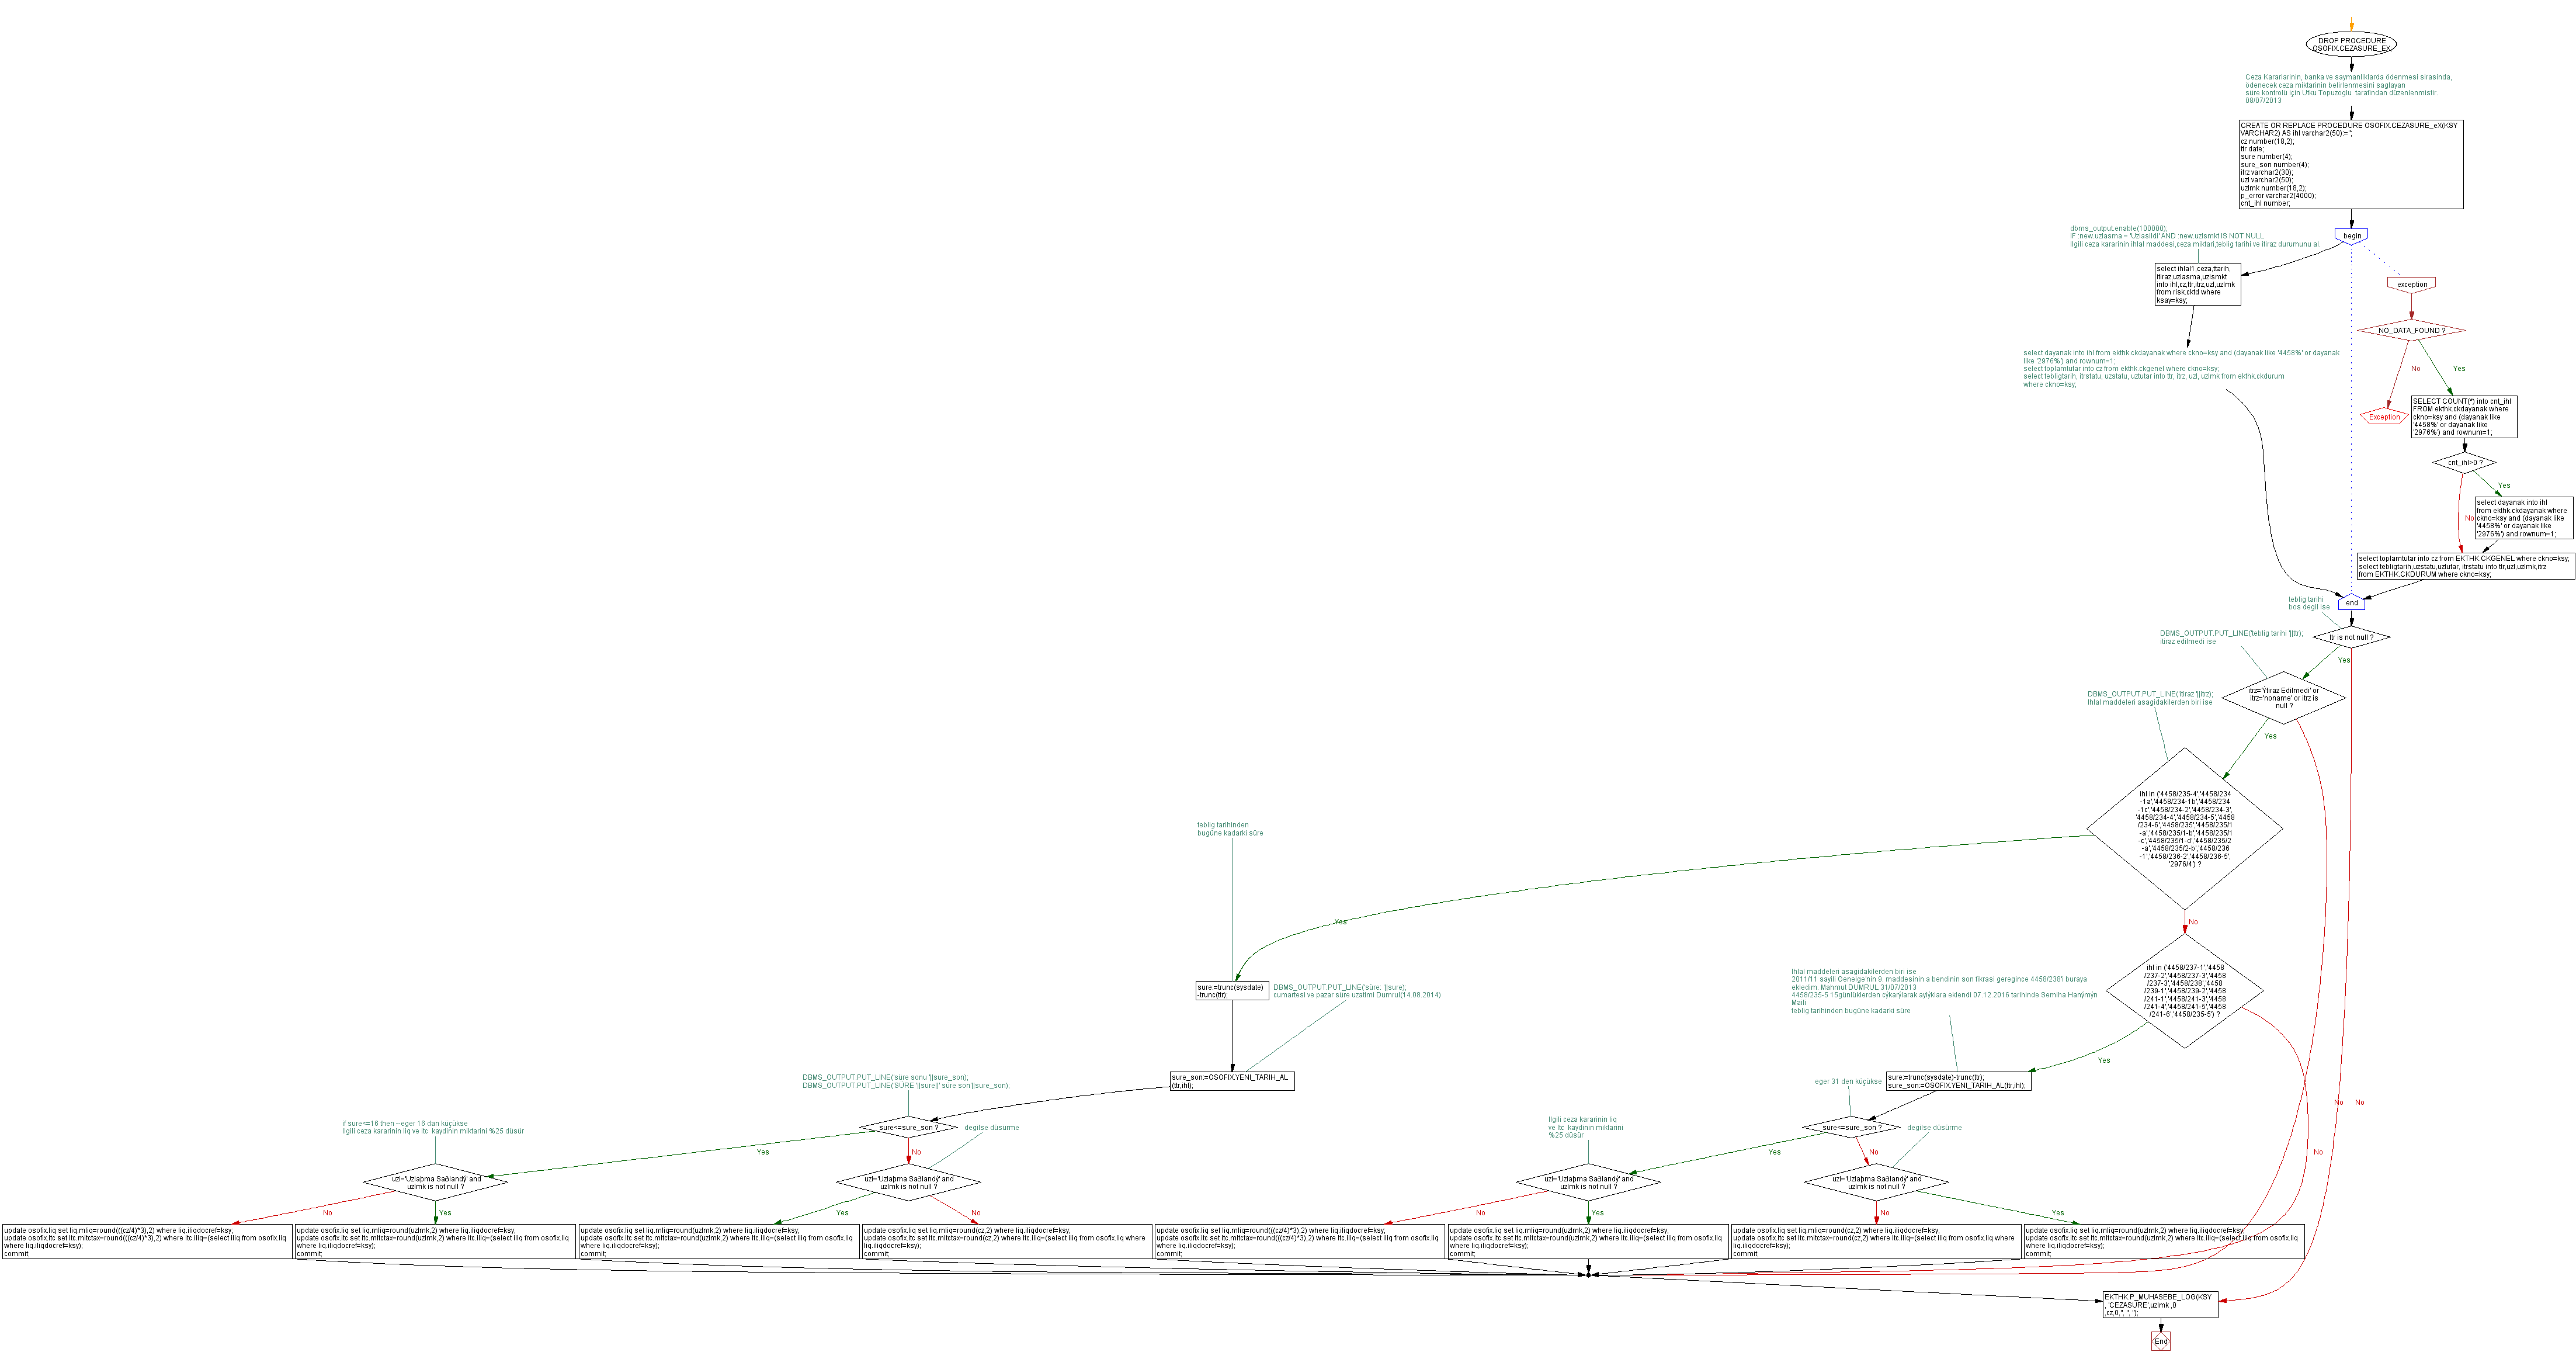 DROP PROCEDURE
OSOFIX.CEZASURE_EX;
Ceza Kararlarinin, banka ve saymanliklarda ödenmesi sirasinda,
ödenecek ceza miktarinin belirlenmesini saglayan
süre kontrolü için Utku Topuzoglu  tarafindan düzenlenmistir.
08/07/2013
CREATE OR REPLACE PROCEDURE OSOFIX.CEZASURE_eX(KSY
VARCHAR2) AS ihl varchar2(50):='';
cz number(18,2);
ttr date;
sure number(4);
sure_son number(4);
itrz varchar2(30);
uzl varchar2(50);
uzlmk number(18,2);
p_error varchar2(4000);
cnt_ihl number;
begin
dbms_output.enable(100000);
IF :new.uzlasma = 'Uzlasildi' AND :new.uzlsmkt IS NOT NULL
Ilgili ceza kararinin ihlal maddesi,ceza miktari,teblig tarihi ve itiraz durumunu al
select ihlal1,ceza,ttarih,
itiraz,uzlasma,uzlsmkt
into ihl,cz,ttr,itrz,uzl,uzlmk
from risk.cktd where
ksay=ksy;
exception
NO_DATA_FOUND ?
select dayanak into ihl from ekthk.ckdayanak where ckno=ksy and (dayanak like '4458%' or dayanak
like '2976%') and rownum=1;
select toplamtutar into cz from ekthk.ckgenel where ckno=ksy;
select tebligtarih, itrstatu, uzstatu, uztutar into ttr, itrz, uzl, uzlmk from ekthk.ckdurum
where ckno=ksy;
No
Yes
Exception
SELECT COUNT(*) into cnt_ihl
FROM ekthk.ckdayanak where
ckno=ksy and (dayanak like
'4458%' or dayanak like
'2976%') and rownum=1;
cnt_ihl>0 ?
Yes
No
select dayanak into ihl
from ekthk.ckdayanak where
ckno=ksy and (dayanak like
'4458%' or dayanak like
'2976%') and rownum=1;
select toplamtutar into cz from EKTHK.CKGENEL where ckno=ksy;
select tebligtarih,uzstatu,uztutar, itrstatu into ttr,uzl,uzlmk,itrz
from EKTHK.CKDURUM where ckno=ksy;
end
teblig tarihi
bos degil ise
ttr is not null ?
Yes
DBMS_OUTPUT.PUT_LINE('teblig tarihi '||ttr);
itiraz edilmedi ise
itrz='Ýtiraz Edilmedi' or
itrz='noname' or itrz is
null ?
DBMS_OUTPUT.PUT_LINE('itiraz '||itrz);
Ihlal maddeleri asagidakilerden biri ise
Yes
ihl in ('4458/235-4','4458/234
-1a','4458/234-1b','4458/234
-1c','4458/234-2','4458/234-3',
'4458/234-4','4458/234-5','4458
/234-6','4458/235','4458/235/1
-a','4458/235/1-b','4458/235/1
-c','4458/235/1-d','4458/235/2
-a','4458/235/2-b','4458/236
-1','4458/236-2','4458/236-5',
'2976/4') ?
Yes
No
teblig tarihinden
bugüne kadarki süre
ihl in ('4458/237-1','4458
/237-2','4458/237-3','4458
/237-3','4458/238','4458
/239-1','4458/239-2','4458
/241-1','4458/241-3','4458
/241-4','4458/241-5','4458
/241-6','4458/235-5') ?
sure:=trunc(sysdate)
-trunc(ttr);
DBMS_OUTPUT.PUT_LINE('süre: '||sure);
cumartesi ve pazar süre uzatimi Dumrul(14.08.2014)
Ihlal maddeleri asagidakilerden biri ise
2011/11 sayili Genelge'nin 9. maddesinin a bendinin son fikrasi geregince 4458/238'i buraya
ekledim. Mahmut DUMRUL 31/07/2013
4458/235-5 15günlüklerden cýkarýlarak aylýklara eklendi 07.12.2016 tarihinde Semiha Hanýmýn
Maili
teblig tarihinden bugüne kadarki süre
Yes
sure_son:=OSOFIX.YENI_TARIH_AL
(ttr,ihl);
sure:=trunc(sysdate)-trunc(ttr);
sure_son:=OSOFIX.YENI_TARIH_AL(ttr,ihl);
DBMS_OUTPUT.PUT_LINE('süre sonu '||sure_son);
DBMS_OUTPUT.PUT_LINE('SURE '||sure||' süre son'||sure_son);
eger 31 den küçükse
No
No
sure<=sure_son ?
sure<=sure_son ?
if sure<=16 then --eger 16 dan küçükse
Ilgili ceza kararinin liq ve ltc  kaydinin miktarini %25 düsür
degilse düsürme
Ilgili ceza kararinin liq
ve ltc  kaydinin miktarini
%25 düsür
degilse düsürme
Yes
No
Yes
No
No
uzl='Uzlaþma Saðlandý' and
uzlmk is not null ?
uzl='Uzlaþma Saðlandý' and
uzlmk is not null ?
uzl='Uzlaþma Saðlandý' and
uzlmk is not null ?
uzl='Uzlaþma Saðlandý' and
uzlmk is not null ?
No
Yes
Yes
No
No
Yes
No
Yes
update osofix.liq set liq.mliq=round(((cz/4)*3),2) where liq.iliqdocref=ksy;
update osofix.ltc set ltc.mltctax=round(((cz/4)*3),2) where ltc.iliq=(select iliq from osofix.liq
where liq.iliqdocref=ksy);
commit;
update osofix.liq set liq.mliq=round(uzlmk,2) where liq.iliqdocref=ksy;
update osofix.ltc set ltc.mltctax=round(uzlmk,2) where ltc.iliq=(select iliq from osofix.liq
where liq.iliqdocref=ksy);
commit;
update osofix.liq set liq.mliq=round(uzlmk,2) where liq.iliqdocref=ksy;
update osofix.ltc set ltc.mltctax=round(uzlmk,2) where ltc.iliq=(select iliq from osofix.liq
where liq.iliqdocref=ksy);
commit;
update osofix.liq set liq.mliq=round(cz,2) where liq.iliqdocref=ksy;
update osofix.ltc set ltc.mltctax=round(cz,2) where ltc.iliq=(select iliq from osofix.liq where
liq.iliqdocref=ksy);
commit;
update osofix.liq set liq.mliq=round(((cz/4)*3),2) where liq.iliqdocref=ksy;
update osofix.ltc set ltc.mltctax=round(((cz/4)*3),2) where ltc.iliq=(select iliq from osofix.liq
where liq.iliqdocref=ksy);
commit;
update osofix.liq set liq.mliq=round(uzlmk,2) where liq.iliqdocref=ksy;
update osofix.ltc set ltc.mltctax=round(uzlmk,2) where ltc.iliq=(select iliq from osofix.liq
where liq.iliqdocref=ksy);
commit;
update osofix.liq set liq.mliq=round(cz,2) where liq.iliqdocref=ksy;
update osofix.ltc set ltc.mltctax=round(cz,2) where ltc.iliq=(select iliq from osofix.liq where
liq.iliqdocref=ksy);
commit;
update osofix.liq set liq.mliq=round(uzlmk,2) where liq.iliqdocref=ksy;
update osofix.ltc set ltc.mltctax=round(uzlmk,2) where ltc.iliq=(select iliq from osofix.liq
where liq.iliqdocref=ksy);
commit;
EKTHK.P_MUHASEBE_LOG(KSY
, 'CEZASURE',uzlmk ,0
,cz,0,'', '', '');
End